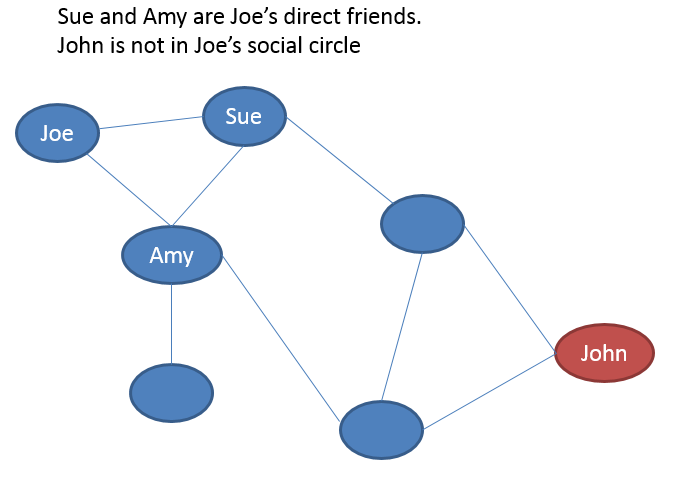 Sue and Amy are Joe’s direct friends.
John is not in Joe’s social circle
Sue
Joe
Amy
John